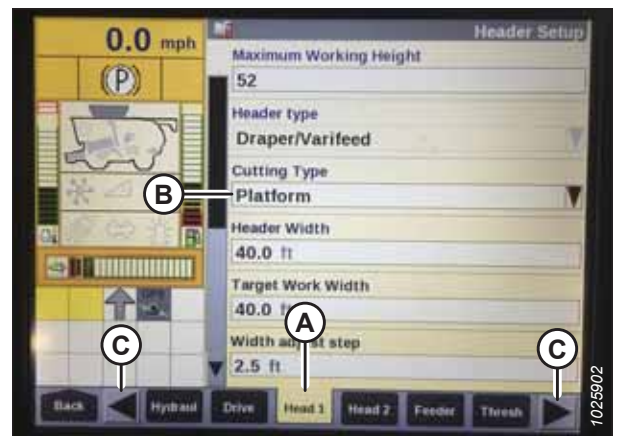 0.0 mph
Header Setup
(P)
Maximum Working Height
52
Header type
Draper/Varifeed
Cutting Type
B
Platform
Header Width
40.0 ft
Target Work Width
40.0
A
C
C
Width step
2.5 ft
Back
Hydraul
Drive
Head 1
Head 2
Feeder
Thresh
1025902